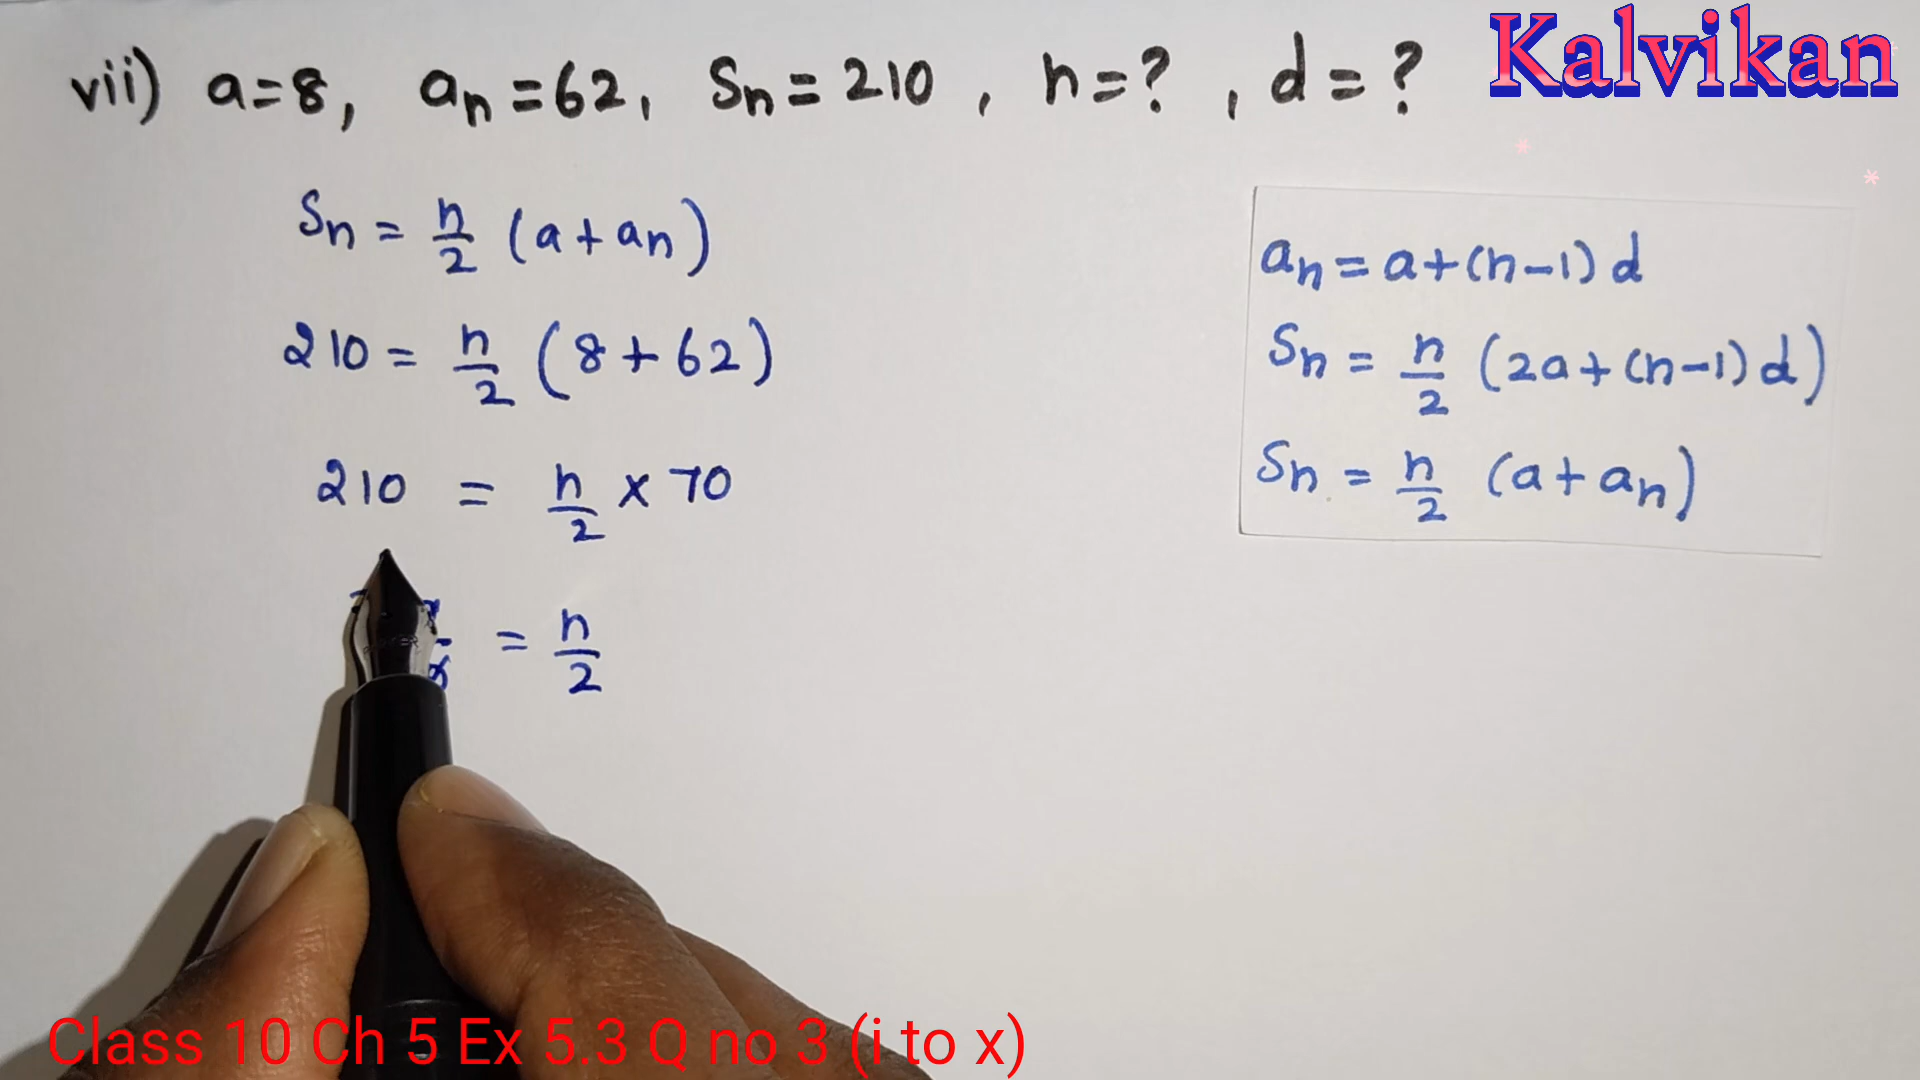 Kalvikan
vii) a=8, aₙ=62, Sₙ=210, n=?, d=?
Sₙ = n/2 (a+aₙ)
210 = n/2 (8+62)
210 = n/2 × 70
= n/2
aₙ = a+(n-1)d
Sₙ = n/2 (2a+(n-1)d)
Sₙ = n/2 (a+aₙ)
Class 10 Ch 5 Ex 5.3 Q no 3 (i to x)